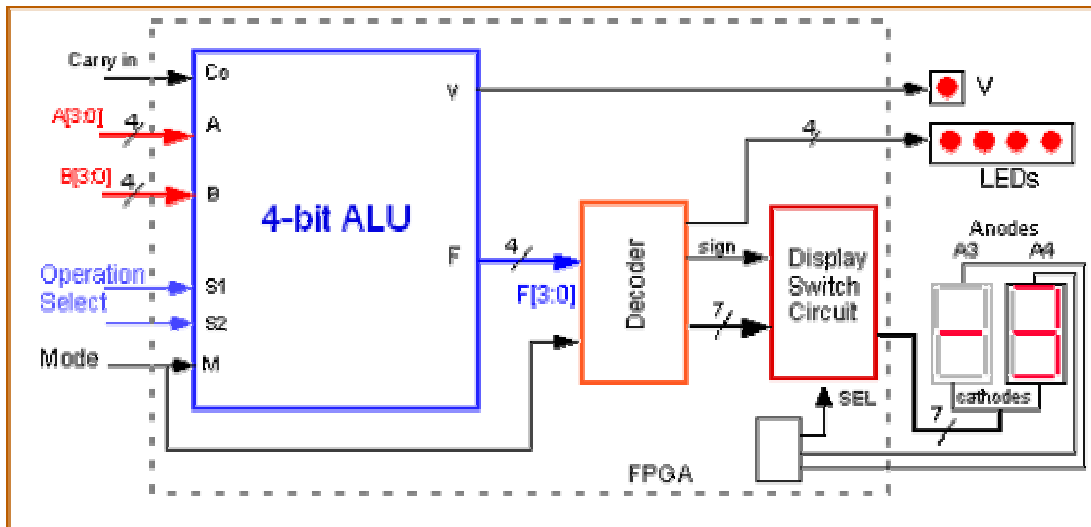 Carry in
Co
A[3:0]
4
A
B[3:0]
4
B
4-bit ALU
Operation
Select
S1
S2
Mode
M
V
F
4
F[3:0]
Decoder
4
sign
7
Display
Switch
Circuit
SEL
FPGA
V
LEDs
Anodes
A3 A4
cathodes
7